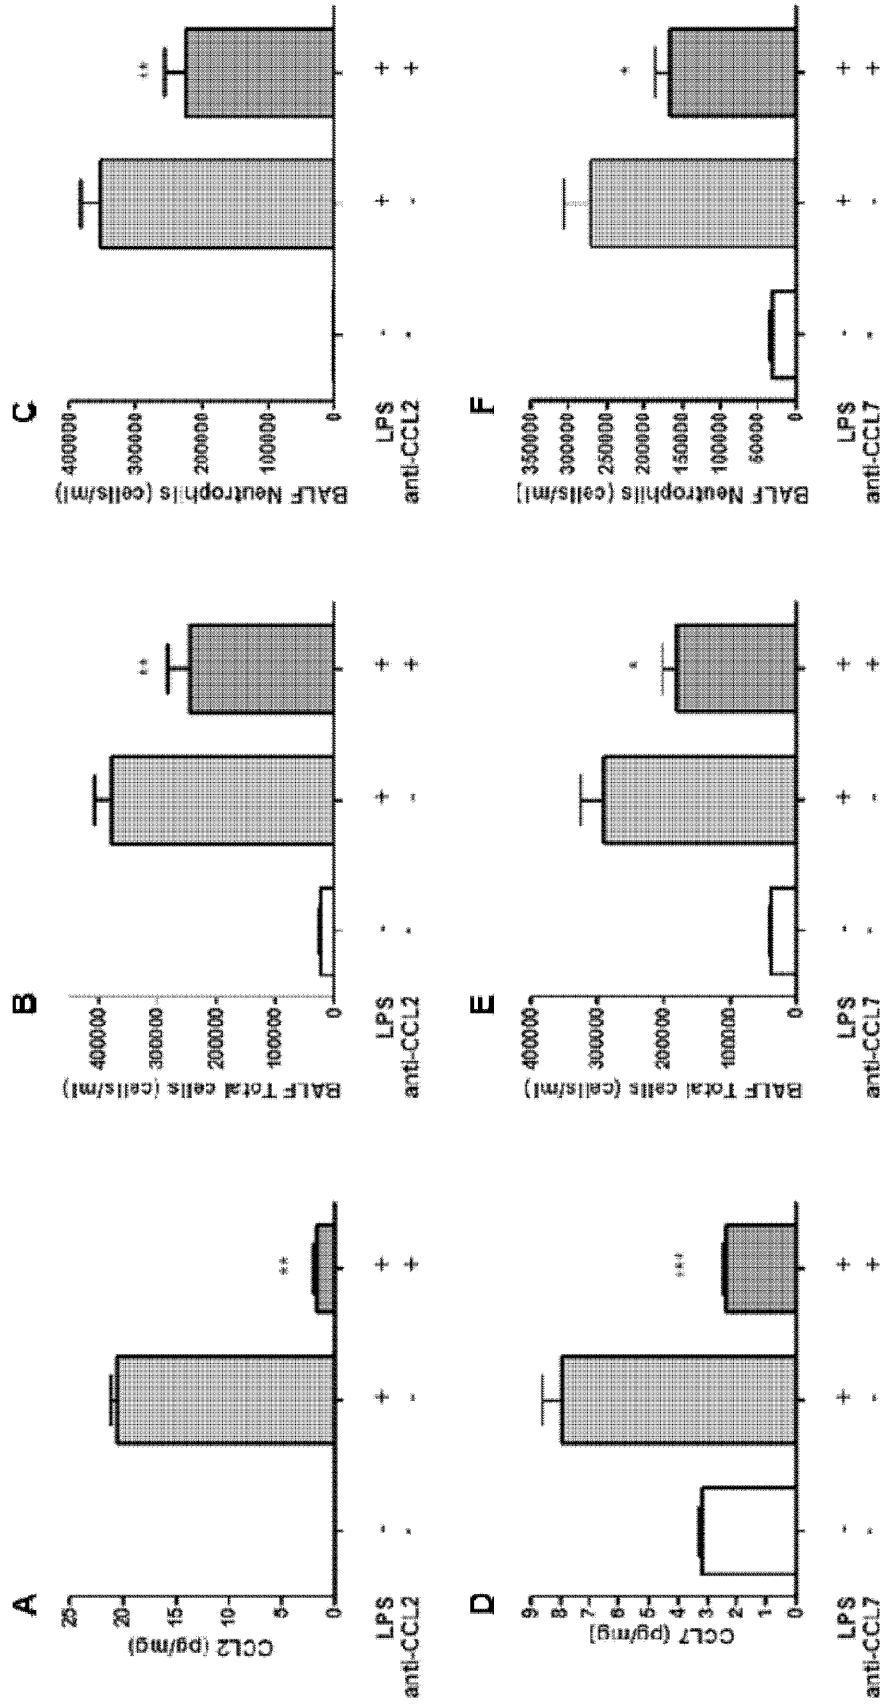 A
CCL2 (pg/mg)
25
20
15
10
5
0
**
LPS - + +
anti-CCL2 - - +
B
BALF Total cells (cells/ml)
400000
300000
200000
100000
0
**
LPS - + +
anti-CCL2 - - +
C
BALF Neutrophils (cells/ml)
400000
300000
200000
100000
0
**
LPS - + +
anti-CCL2 - - +
D
CCL7 (pg/mg)
9
8
7
6
5
4
3
2
1
0
***
LPS - + +
anti-CCL7 - - +
E
BALF Total cells (cells/ml)
400000
300000
200000
100000
0
*
LPS - + +
anti-CCL7 - - +
F
BALF Neutrophils (cells/ml)
350000
300000
250000
200000
150000
100000
50000
0
*
LPS - + +
anti-CCL7 - - +